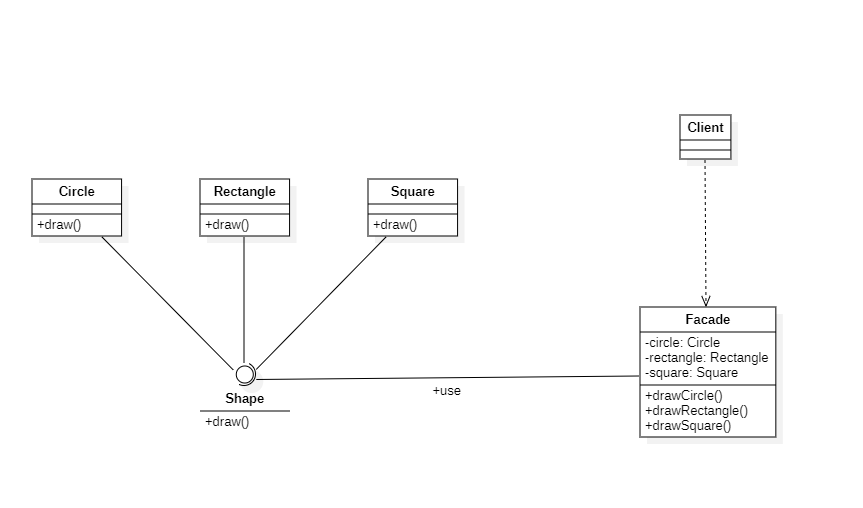 Client
Circle
+draw()
Rectangle
+draw()
Square
+draw()
Shape
+draw()
+use
Facade
-circle: Circle
-rectangle: Rectangle
-square: Square
+drawCircle()
+drawRectangle()
+drawSquare()